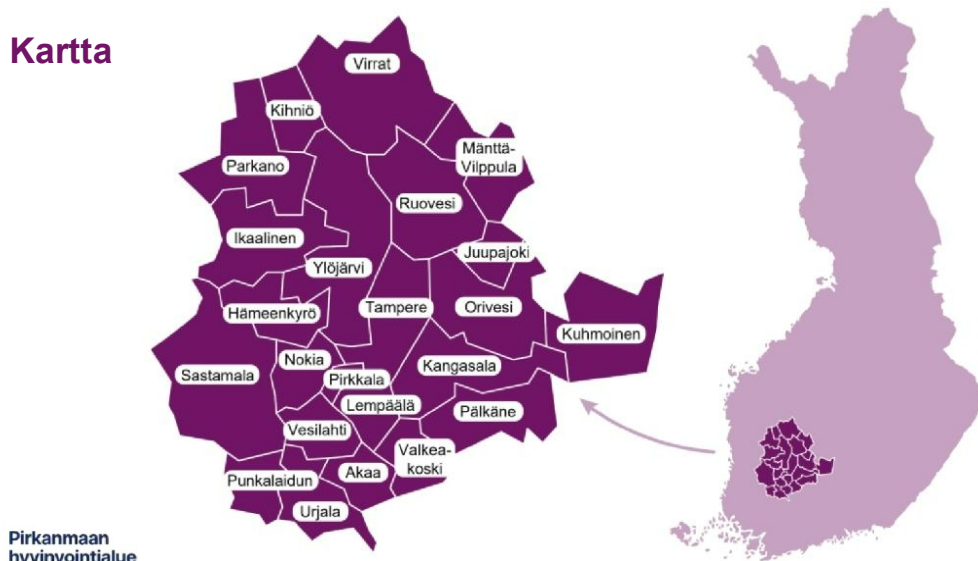 Kartta
Virrat
Kihniö
Mänttä-
Vilppula
Parkano
Ruovesi
Ikaalinen
Juupajoki
Ylöjärvi
Hämeenkyrö
Tampere
Orivesi
Kuhmoinen
Nokia
Kangasala
Sastamala
Pirkkala
Lempäälä
Pälkäne
Vesilahti
Valkea-
koski
Akaa
Punkalaidun
Urjala
Pirkanmaan
hyvinvointialue